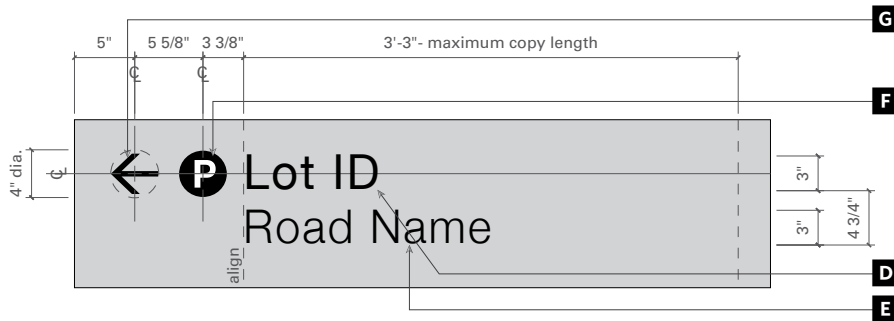 G
5" 5 5/8" 3 3/8" 3'-3"- maximum copy length
℄ ℄
F
4" dia. ℄ P Lot ID 3"
Road Name 3" 4 3/4"
align
D
E